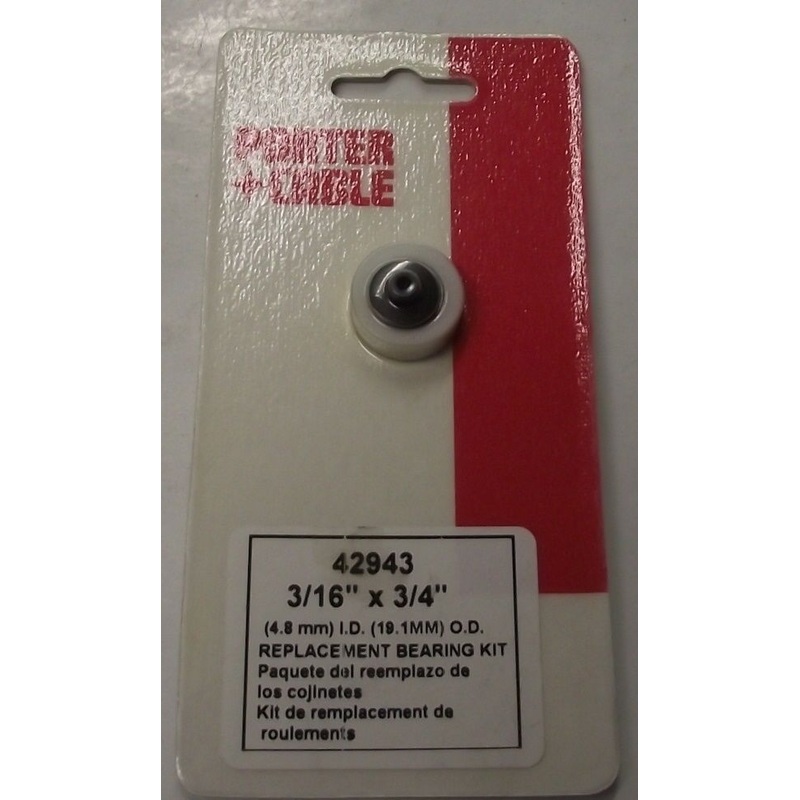 PORTER
+CABLE
42943
3/16" x 3/4"
(4.8 mm) I.D. (19.1MM) O.D.
REPLACEMENT BEARING KIT
Paquete del reemplazo de
los cojinetes
Kit de remplacement de
roulements